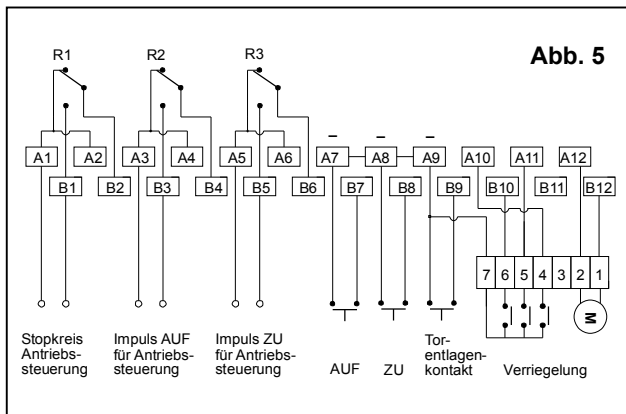 R1 R2 R3
Abb. 5
– – –
A1 A2 A3 A4 A5 A6 A7 A8 A9 A10 A11 A12
B1 B2 B3 B4 B5 B6 B7 B8 B9 B10 B11 B12
7 6 5 4 3 2 1
M
Stopkreis
Antriebs-
steuerung
Impuls AUF
für Antriebs-
steuerung
Impuls ZU
für Antriebs-
steuerung
AUF
ZU
Tor-
entlagen-
kontakt
Verriegelung